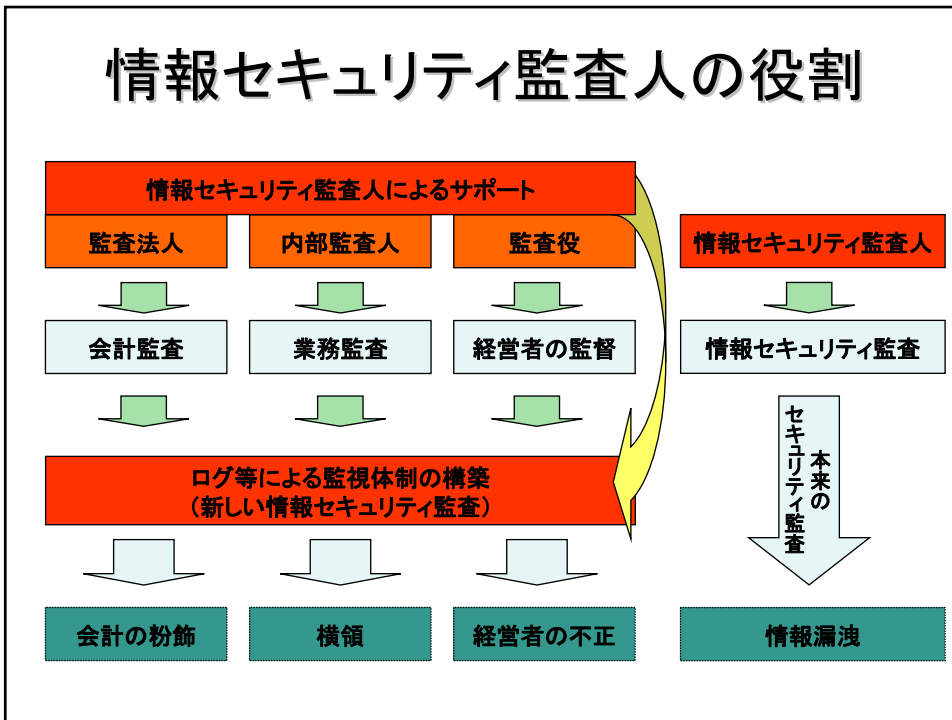 情報セキュリティ監査人の役割
情報セキュリティ監査人によるサポート
監査法人
内部監査人
監査役
情報セキュリティ監査人
会計監査
業務監査
経営者の監督
情報セキュリティ監査
本来の
セキュリティ監査
ログ等による監視体制の構築
(新しい情報セキュリティ監査)
会計の粉飾
横領
経営者の不正
情報漏洩